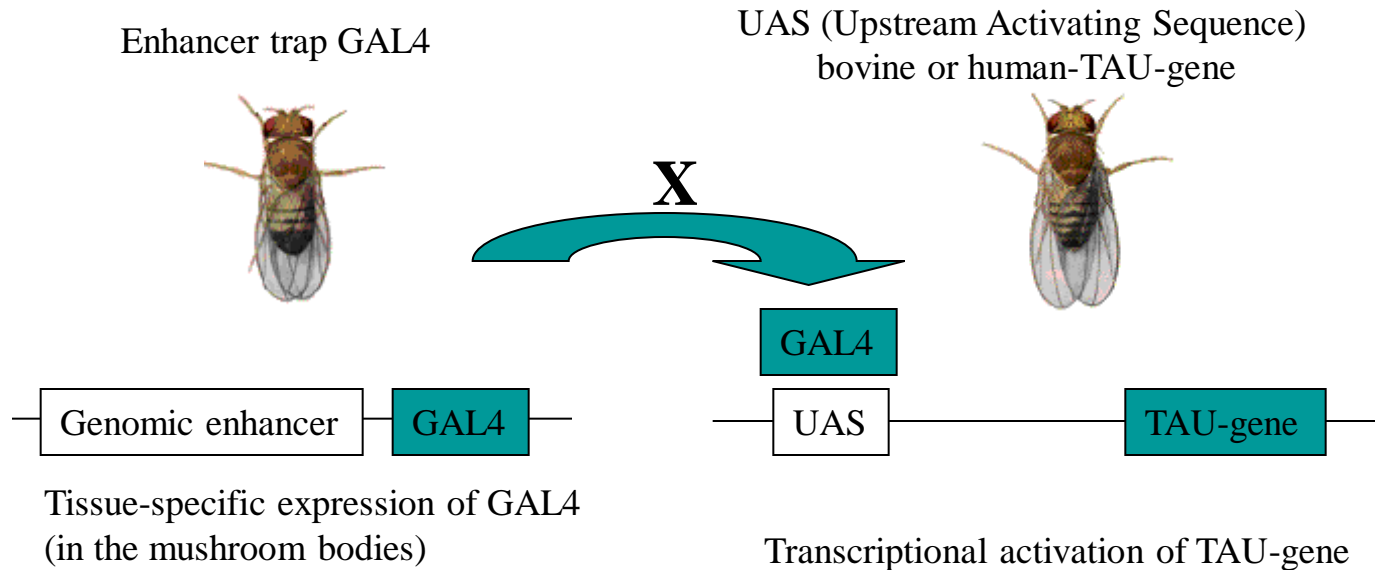 Enhancer trap GAL4
UAS (Upstream Activating Sequence)
bovine or human-TAU-gene
X
GAL4
Genomic enhancer
GAL4
UAS
TAU-gene
Tissue-specific expression of GAL4
(in the mushroom bodies)
Transcriptional activation of TAU-gene